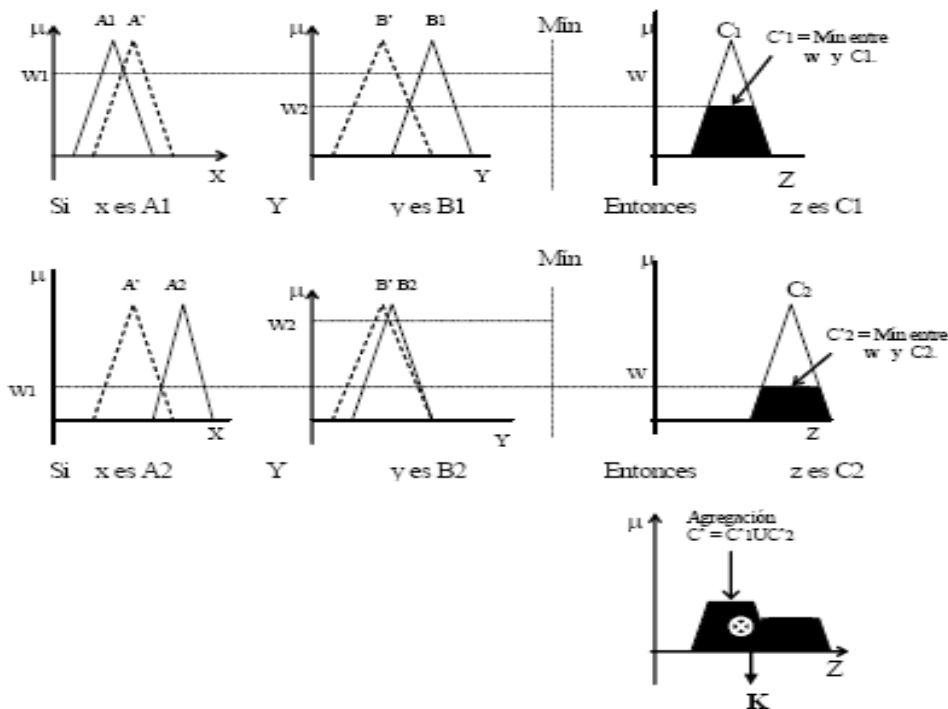 Min
μ A1 A' μ B' B1 μ C1
C'1 = Min entre
w y C1.
W1 W2 w
X Y Z
Si x es A1 Y y es B1 Entonces z es C1
Min
μ A' A2 μ B' B2 μ C2
W2
C'2 = Min entre
w y C2.
W1 w
X Y Z
Si x es A2 Y y es B2 Entonces z es C2
μ Agregación
C' = C'1UC'2
Z
K